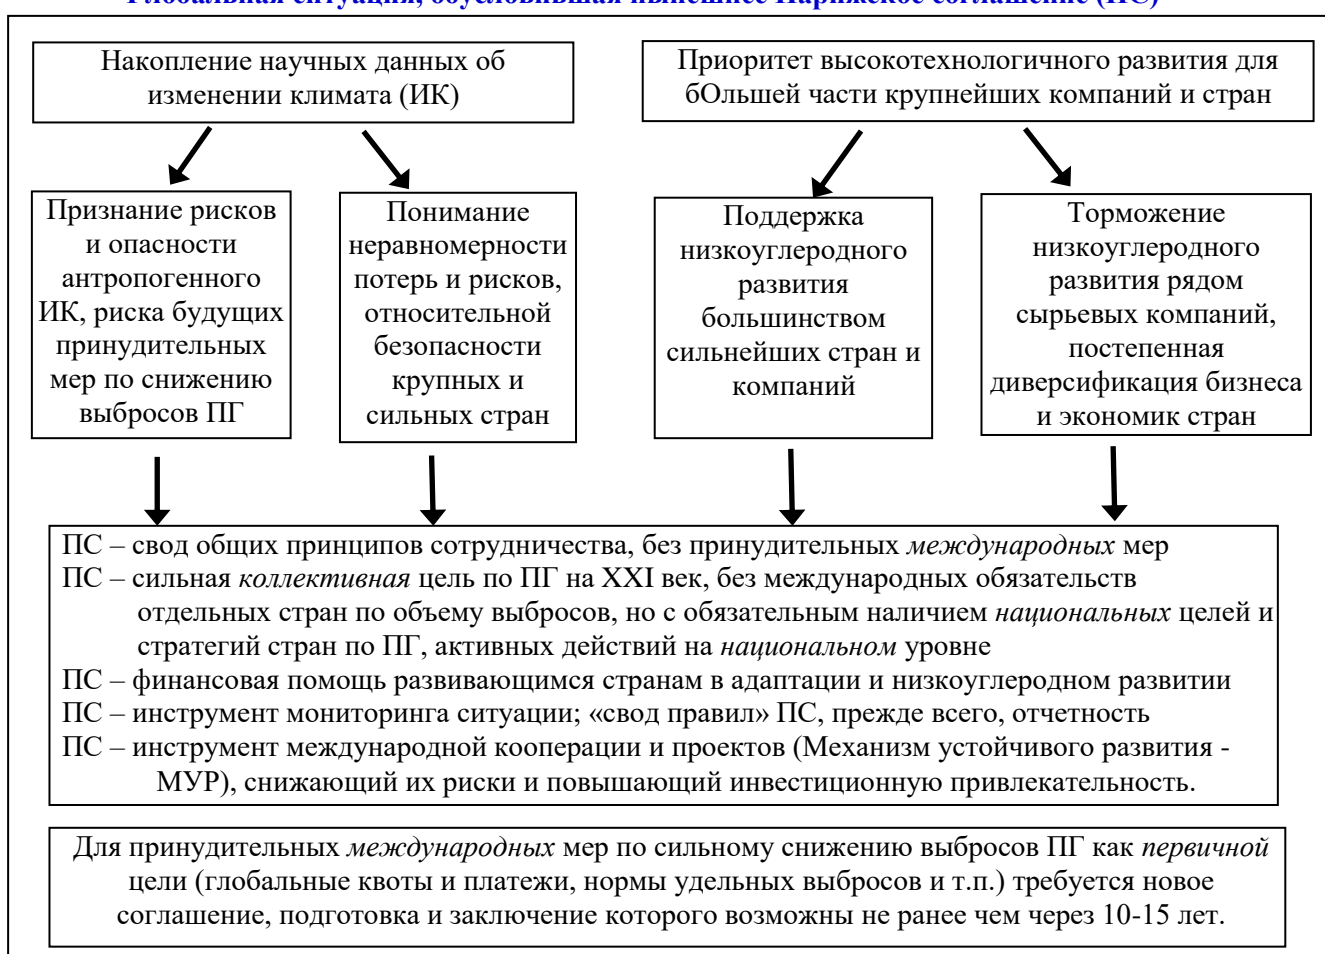 Глобальная ситуация, обусловившая нынешнее Парижское соглашение (ПС)
Накопление научных данных об
изменении климата (ИК)
Приоритет высокотехнологичного развития для
бОльшей части крупнейших компаний и стран
Признание рисков
и опасности
антропогенного
ИК, риска будущих
принудительных
мер по снижению
выбросов ПГ
Понимание
неравномерности
потерь и рисков,
относительной
безопасности
крупных и
сильных стран
Поддержка
низкоуглеродного
развития
большинством
сильнейших стран и
компаний
Торможение
низкоуглеродного
развития рядом
сырьевых компаний,
постепенная
диверсификация бизнеса
и экономик стран
ПС – свод общих принципов сотрудничества, без принудительных международных мер
ПС – сильная коллективная цель по ПГ на XXI век, без международных обязательств
отдельных стран по объему выбросов, но с обязательным наличием национальных целей и
стратегий стран по ПГ, активных действий на национальном уровне
ПС – финансовая помощь развивающимся странам в адаптации и низкоуглеродном развитии
ПС – инструмент мониторинга ситуации; «свод правил» ПС, прежде всего, отчетность
ПС – инструмент международной кооперации и проектов (Механизм устойчивого развития -
МУР), снижающий их риски и повышающий инвестиционную привлекательность.
Для принудительных международных мер по сильному снижению выбросов ПГ как первичной
цели (глобальные квоты и платежи, нормы удельных выбросов и т.п.) требуется новое
соглашение, подготовка и заключение которого возможны не ранее чем через 10-15 лет.